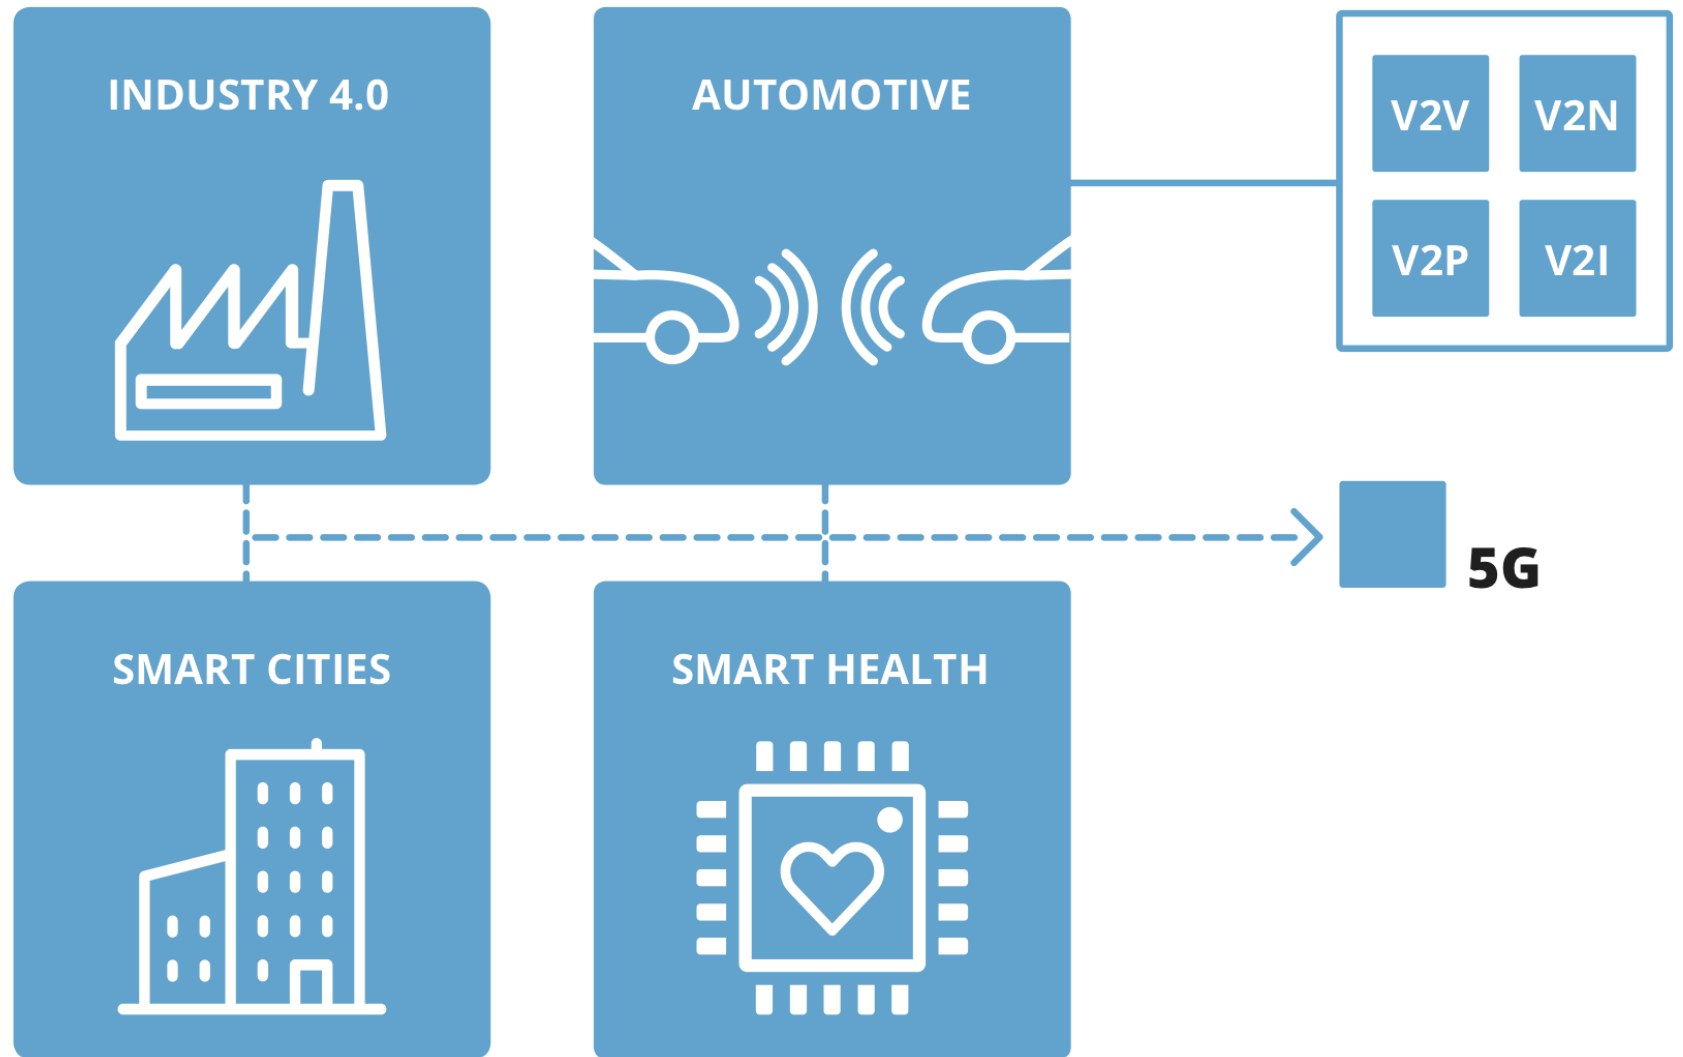 INDUSTRY 4.0
AUTOMOTIVE
V2V
V2N
V2P
V2I
5G
SMART CITIES
SMART HEALTH